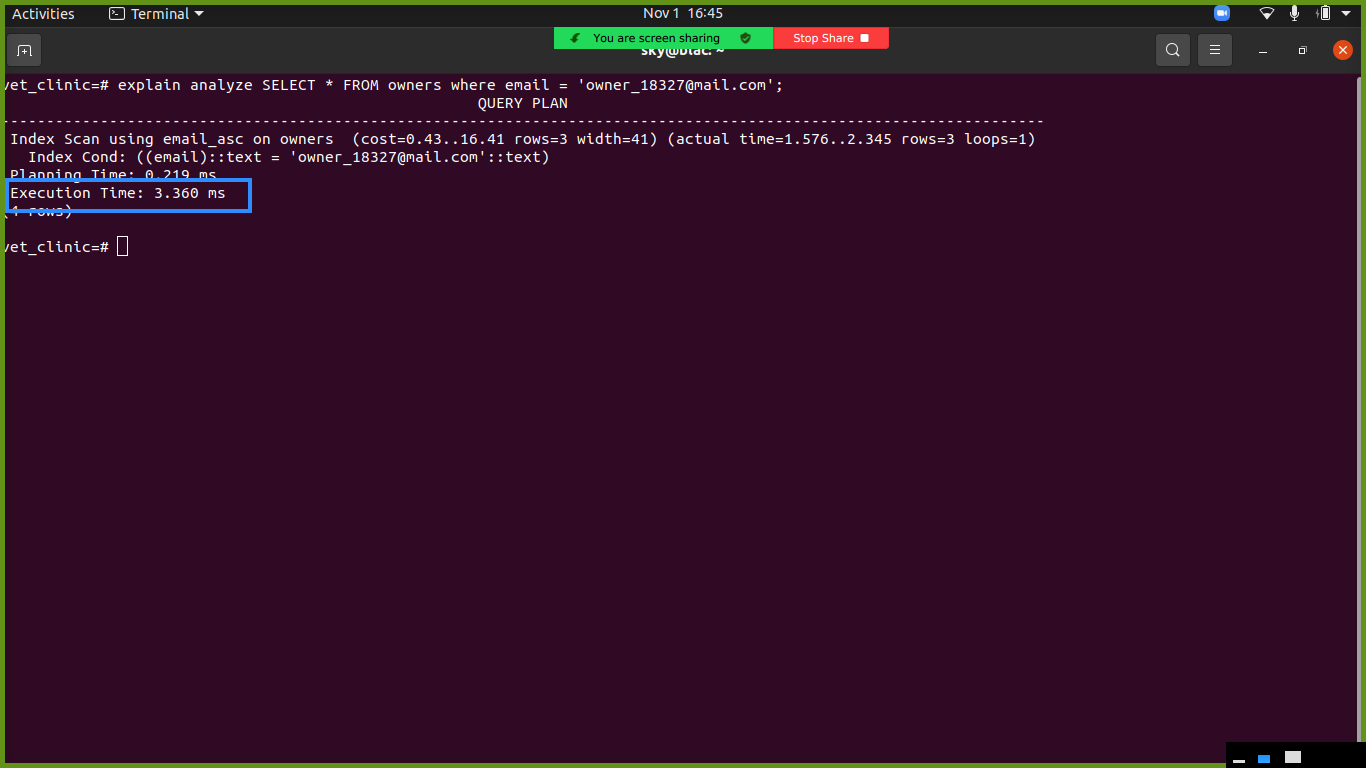 Activities Terminal Nov 1 16:45
You are screen sharing Stop Share
sky@blac: ~
vet_clinic=# explain analyze SELECT * FROM owners where email = 'owner_18327@mail.com';
QUERY PLAN
--------------------------------------------------------------------------------------------------------------------
Index Scan using email_asc on owners  (cost=0.43..16.41 rows=3 width=41) (actual time=1.576..2.345 rows=3 loops=1)
Index Cond: ((email)::text = 'owner_18327@mail.com'::text)
Planning Time: 0.219 ms
Execution Time: 3.360 ms
(4 rows)
vet_clinic=#